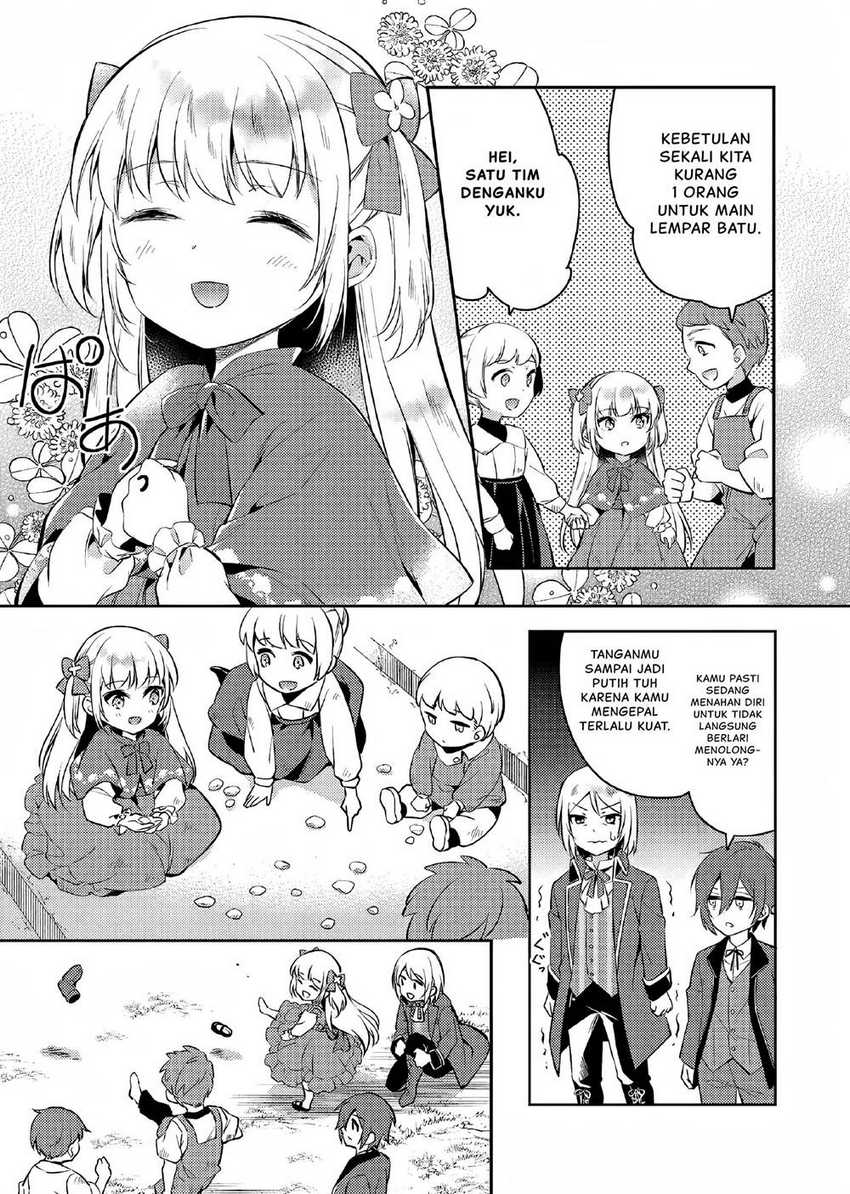 KEBETULAN
SEKALI KITA
KURANG
1 ORANG
UNTUK MAIN
LEMPAR BATU.
HEI,
SATU TIM
DENGANKU
YUK.
ぱあ
KAMU PASTI
SEDANG
MENAHAN DIRI
UNTUK TIDAK
LANGSUNG
BERLARI
MENOLONG-
NYA YA?
TANGANMU
SAMPAI JADI
PUTIH TUH
KARENA KAMU
MENGEPAL
TERLALU KUAT.
ぐぐ